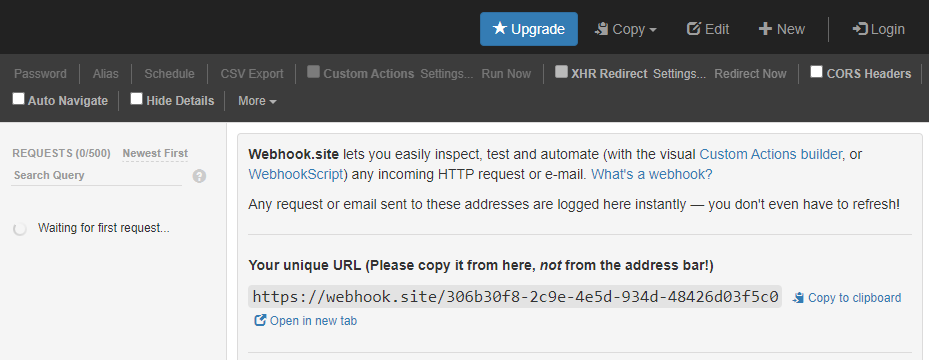 Upgrade Copy Edit New Login
Password Alias Schedule CSV Export Custom Actions Settings... Run Now XHR Redirect Settings... Redirect Now CORS Headers
Auto Navigate Hide Details More
REQUESTS (0/500) Newest First
Search Query ?
Waiting for first request...
Webhook.site lets you easily inspect, test and automate (with the visual Custom Actions builder, or
WebhookScript) any incoming HTTP request or e-mail. What's a webhook?
Any request or email sent to these addresses are logged here instantly — you don't even have to refresh!
Your unique URL (Please copy it from here, not from the address bar!)
https://webhook.site/306b30f8-2c9e-4e5d-934d-48426d03f5c0 Copy to clipboard
Open in new tab